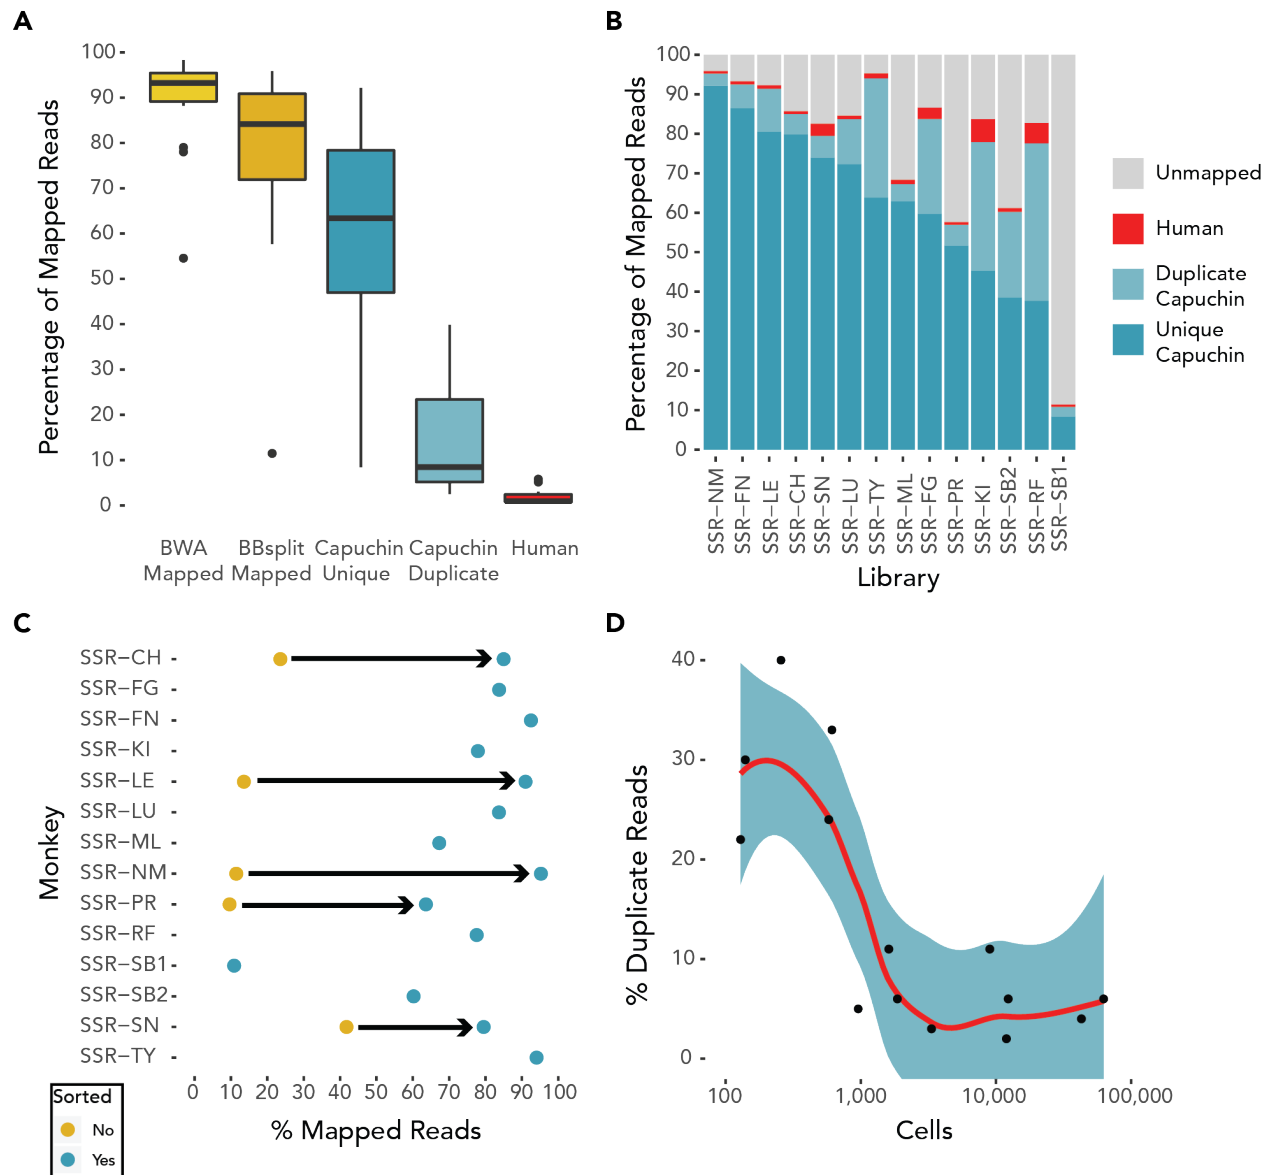 A
Percentage of Mapped Reads
100
90
80
70
60
50
40
30
20
10
0
BWA Mapped
BBsplit Mapped
Capuchin Unique
Capuchin Duplicate
Human
B
Percentage of Mapped Reads
100
90
80
70
60
50
40
30
20
10
0
SSR−NM
SSR−FN
SSR−LE
SSR−CH
SSR−SN
SSR−LU
SSR−TY
SSR−ML
SSR−FG
SSR−PR
SSR−KI
SSR−SB2
SSR−RF
SSR−SB1
Library
Unmapped
Human
Duplicate
Capuchin
Unique
Capuchin
C
Monkey
SSR−CH
SSR−FG
SSR−FN
SSR−KI
SSR−LE
SSR−LU
SSR−ML
SSR−NM
SSR−PR
SSR−RF
SSR−SB1
SSR−SB2
SSR−SN
SSR−TY
0 10 20 30 40 50 60 70 80 90 100
% Mapped Reads
Sorted
No
Yes
D
% Duplicate Reads
40
30
20
10
0
100 1,000 10,000 100,000
Cells